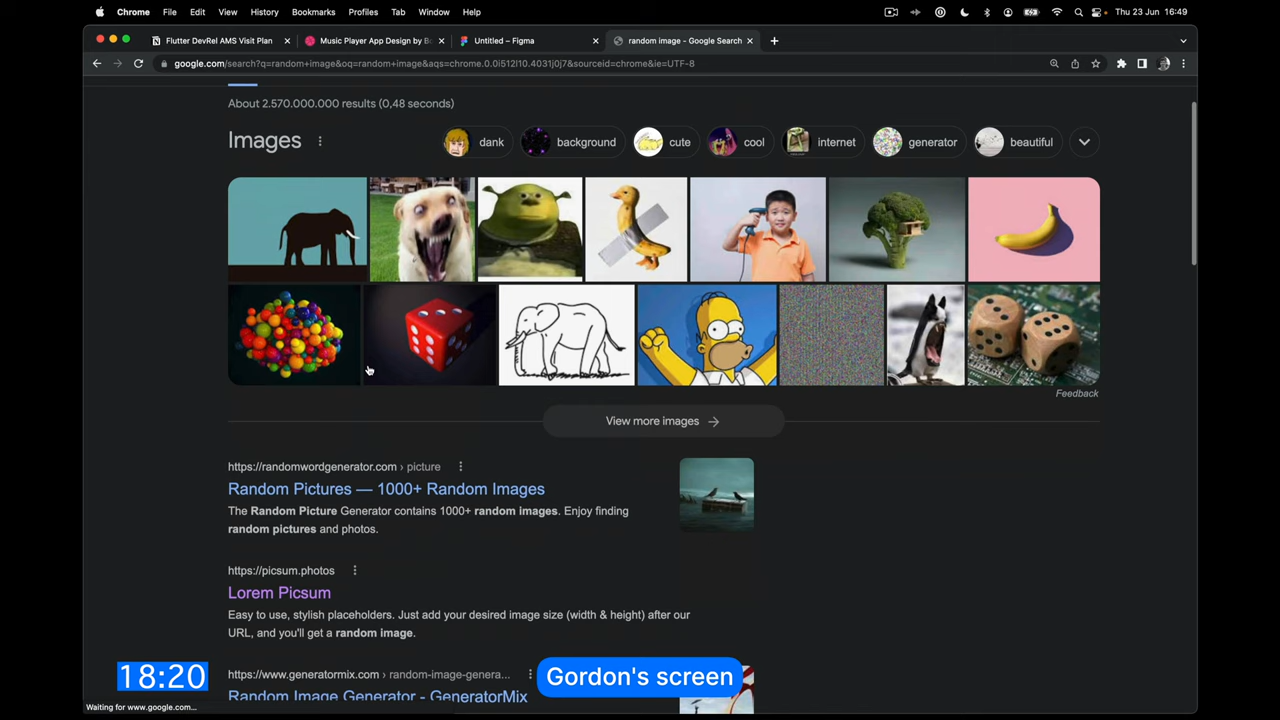 Chrome File Edit View History Bookmarks Profiles Tab Window Help Thu 23 Jun 16:49
Flutter DevRel AMS Visit Plan Music Player App Design by Bo Untitled – Figma random image - Google Search
google.com/search?q=random+image&oq=random+image&aqs=chrome.0.0i512l10.4031j0j7&sourceid=chrome&ie=UTF-8
About 2.570.000.000 results (0,48 seconds)
Images dank background cute cool internet generator beautiful
Feedback
View more images
https://randomwordgenerator.com › picture
Random Pictures — 1000+ Random Images
The Random Picture Generator contains 1000+ random images. Enjoy finding
random pictures and photos.
https://picsum.photos
Lorem Picsum
Easy to use, stylish placeholders. Just add your desired image size (width & height) after our
URL, and you'll get a random image.
https://www.generatormix.com › random-image-genera...
Random Image Generator - GeneratorMix
18:20
Gordon's screen
Waiting for www.google.com...